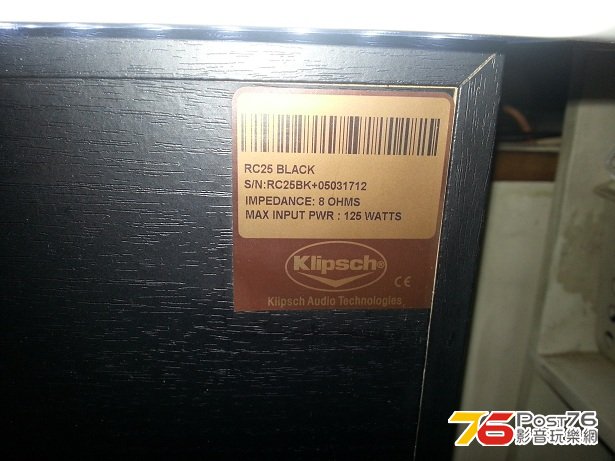 RC25 BLACK
S/N:RC25BK+05031712
IMPEDANCE: 8 OHMS
MAX INPUT PWR : 125 WATTS
Klipsch®
CE
Klipsch Audio Technologies
76 Post76
影音玩樂網